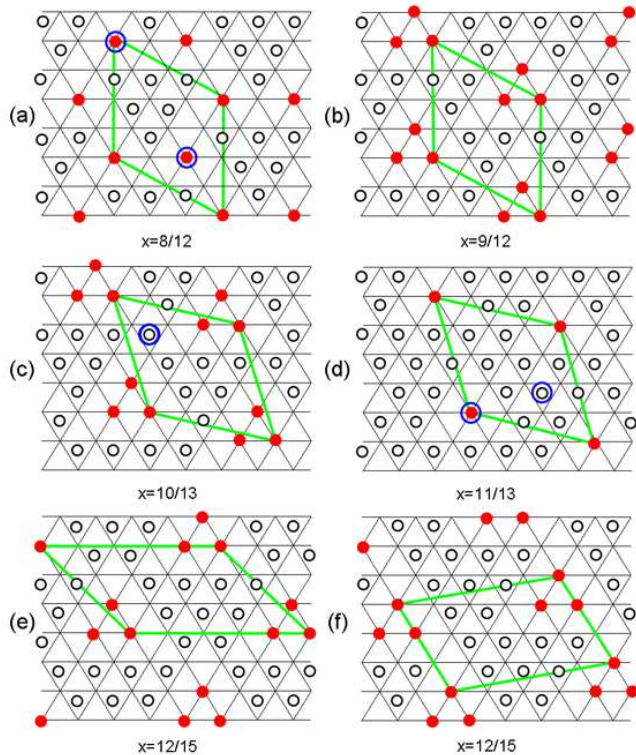 (a)
(b)
x=8/12
x=9/12
(c)
(d)
x=10/13
x=11/13
(e)
(f)
x=12/15
x=12/15